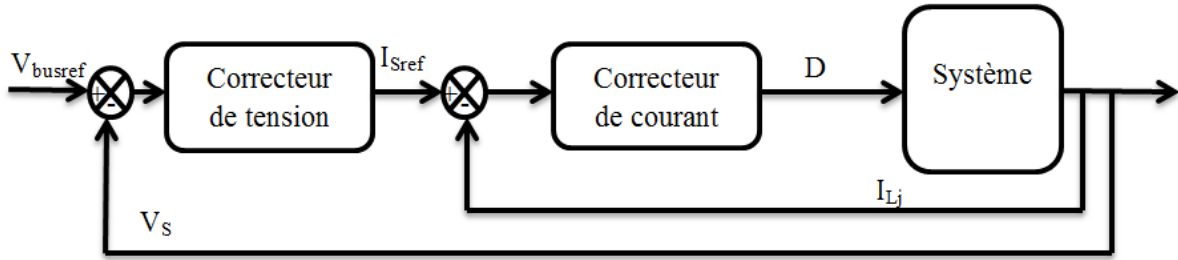 V_busref
+
-
Correcteur
de tension
I_Sref
+
-
Correcteur
de courant
D
Système
I_Lj
V_S